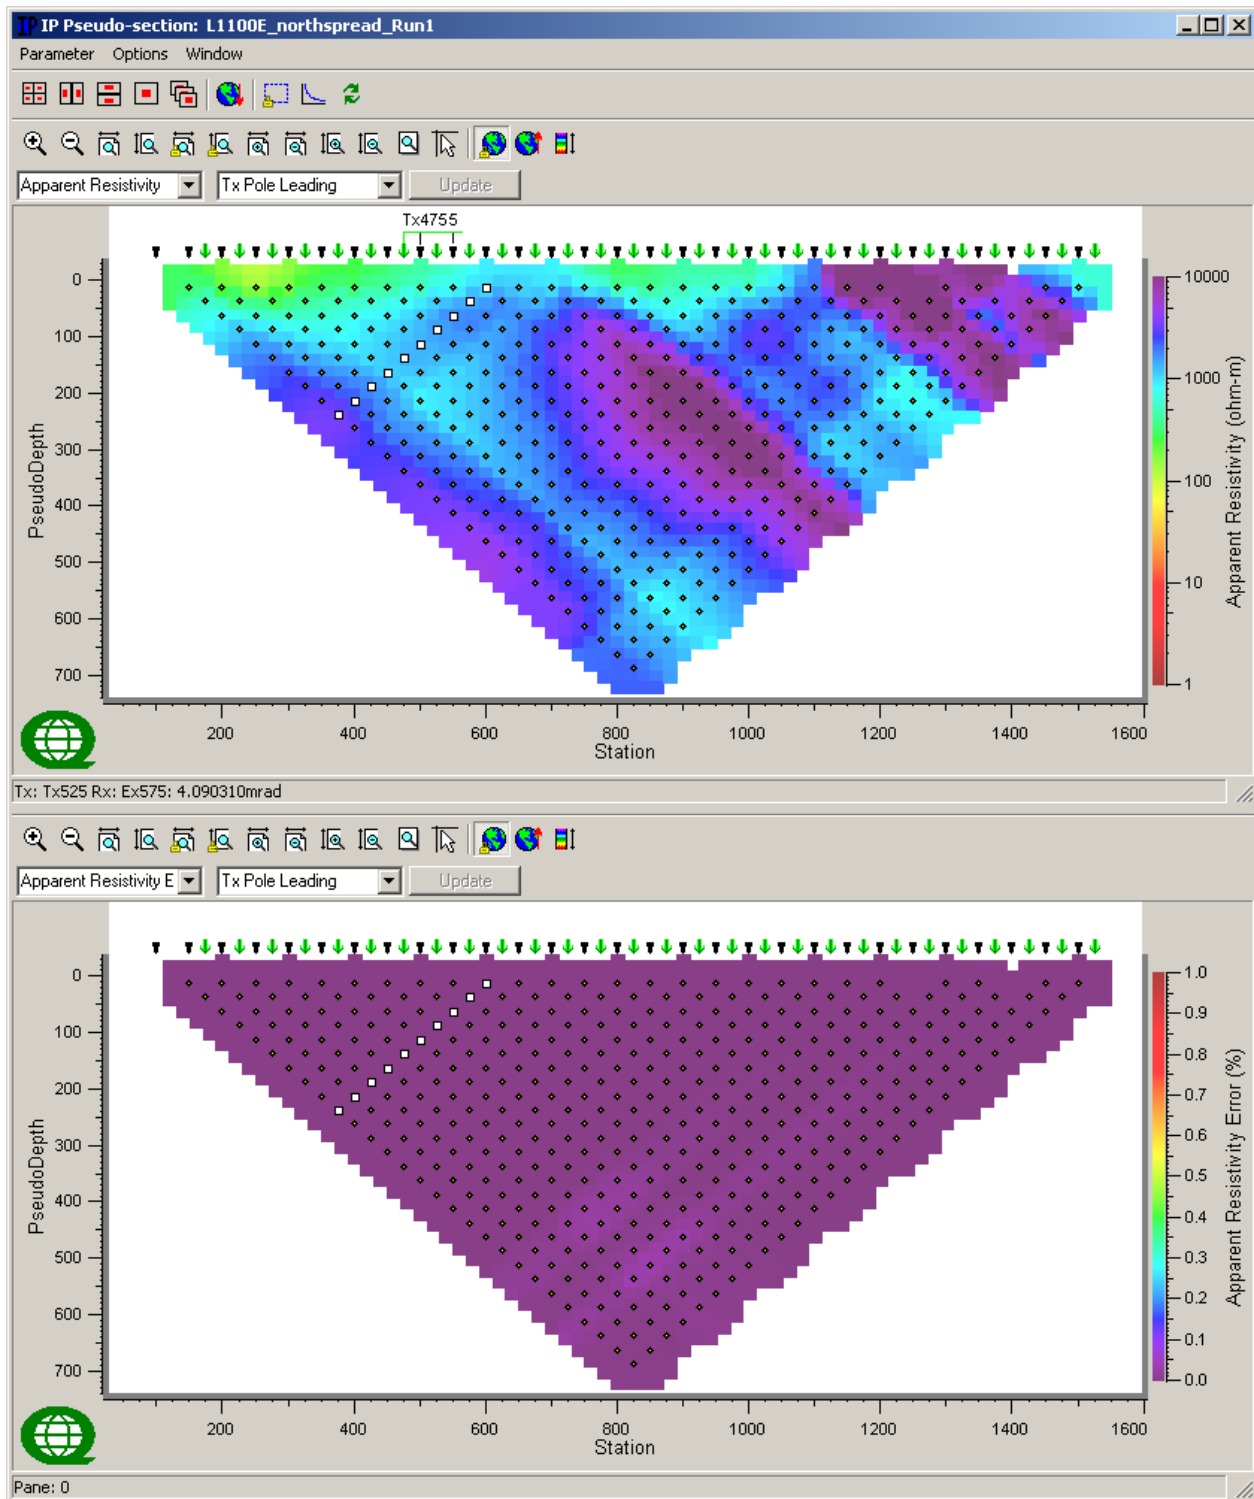 IP Pseudo-section: L1100E_northspread_Run1
Parameter Options Window
Apparent Resistivity Tx Pole Leading Update
Tx4755
0
100
200
300
400
500
600
700
PseudoDepth
10000
1000
100
10
1
Apparent Resistivity (ohm-m)
200 400 600 800 1000 1200 1400 1600
Station
Tx: Tx525 Rx: Ex575: 4.090310mrad
Apparent Resistivity E Tx Pole Leading Update
0
100
200
300
400
500
600
700
PseudoDepth
1.0
0.9
0.8
0.7
0.6
0.5
0.4
0.3
0.2
0.1
0.0
Apparent Resistivity Error (%)
200 400 600 800 1000 1200 1400 1600
Station
Pane: 0